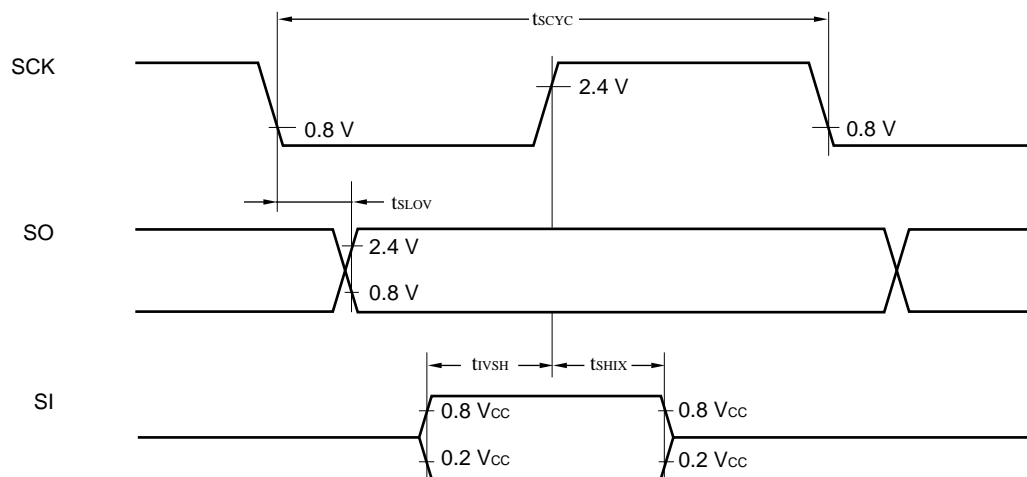 tSCYC
SCK
2.4 V
0.8 V
0.8 V
tSLOV
SO
2.4 V
0.8 V
tIVSH
tSHIX
SI
0.8 VCC
0.8 VCC
0.2 VCC
0.2 VCC